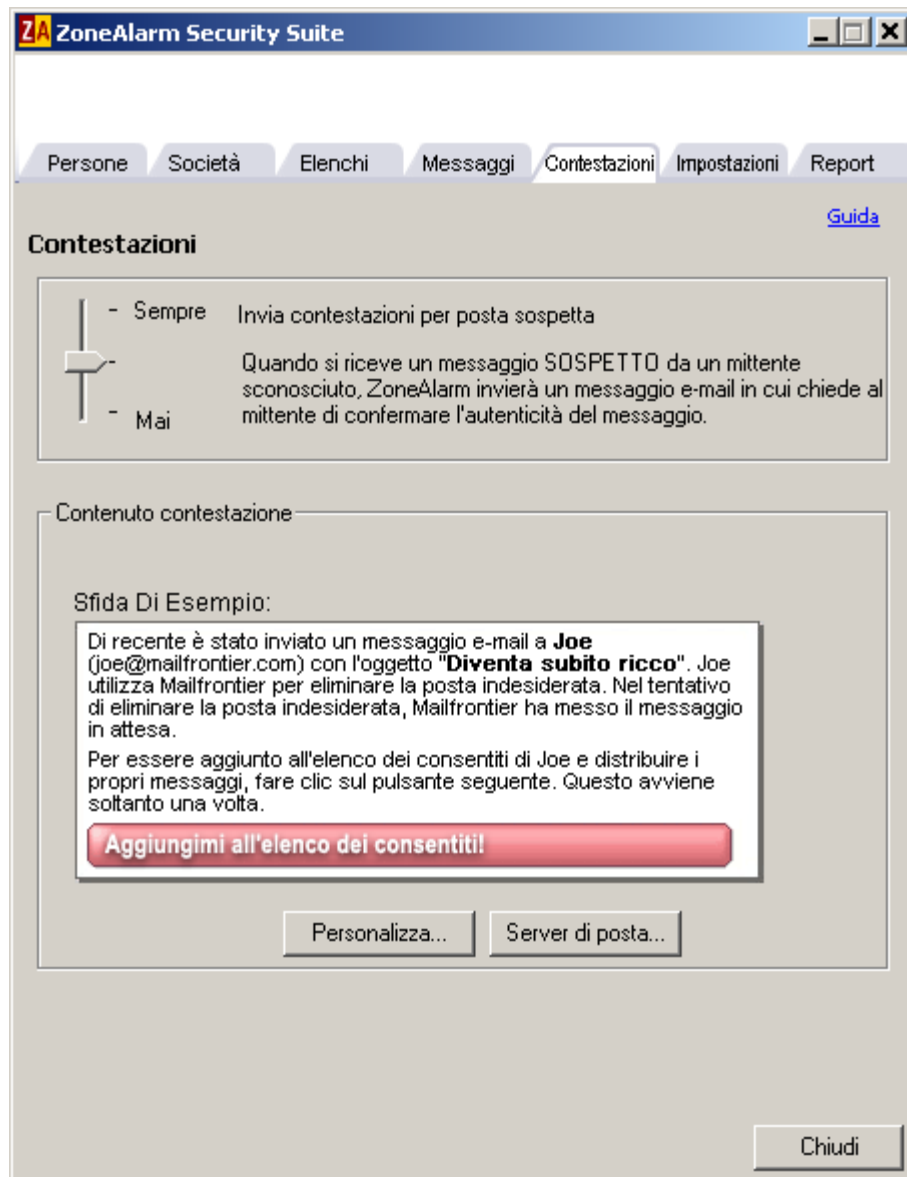 ZA ZoneAlarm Security Suite
Persone Società Elenchi Messaggi Contestazioni Impostazioni Report
Guida
Contestazioni
- Sempre
Invia contestazioni per posta sospetta
-
Quando si riceve un messaggio SOSPETTO da un mittente
sconosciuto, ZoneAlarm invierà un messaggio e-mail in cui chiede al
mittente di confermare l'autenticità del messaggio.
- Mai
Contenuto contestazione
Sfida Di Esempio:
Di recente è stato inviato un messaggio e-mail a Joe
(joe@mailfrontier.com) con l'oggetto "Diventa subito ricco". Joe
utilizza Mailfrontier per eliminare la posta indesiderata. Nel tentativo
di eliminare la posta indesiderata, Mailfrontier ha messo il messaggio
in attesa.
Per essere aggiunto all'elenco dei consentiti di Joe e distribuire i
propri messaggi, fare clic sul pulsante seguente. Questo avviene
soltanto una volta.
Aggiungimi all'elenco dei consentiti!
Personalizza... Server di posta...
Chiudi